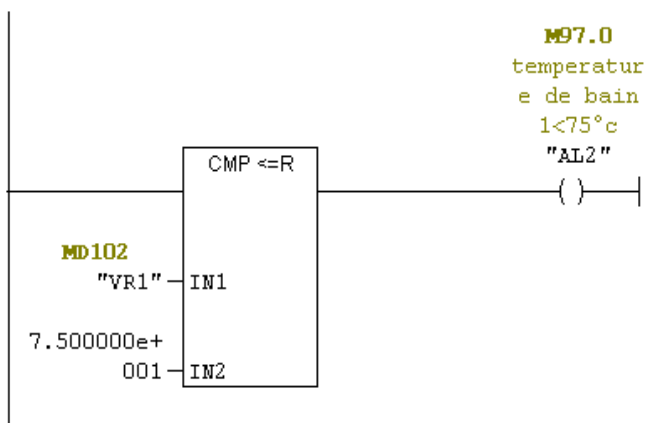 M97.0
temperatur
e de bain
1<75°c
"AL2"
CMP <=R
MD102
"VR1"
IN1
7.500000e+
001
IN2